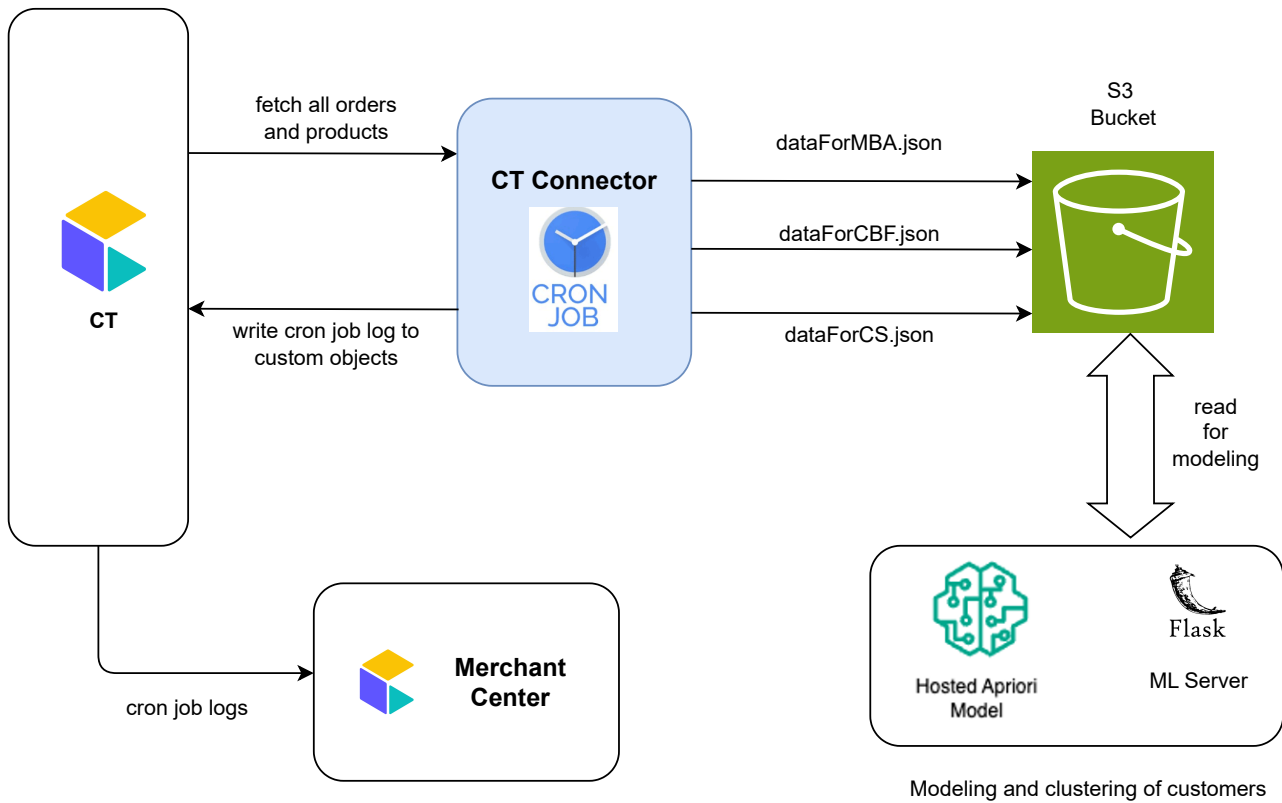 fetch all orders
and products
CT
write cron job log to
custom objects
CT Connector
CRON
JOB
dataForMBA.json
dataForCBF.json
dataForCS.json
S3
Bucket
read
for
modeling
cron job logs
Merchant
Center
Hosted Apriori
Model
Flask
ML Server
Modeling and clustering of customers